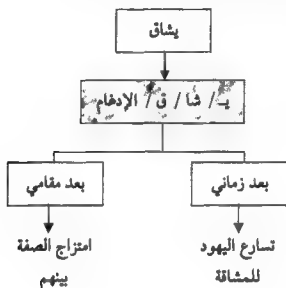 يشاق
يـ / شا / ق / الإدغام
بعد زماني
بعد مقامي
تسارع اليهود
للمشاقة
امتزاج الصفة
بينهم